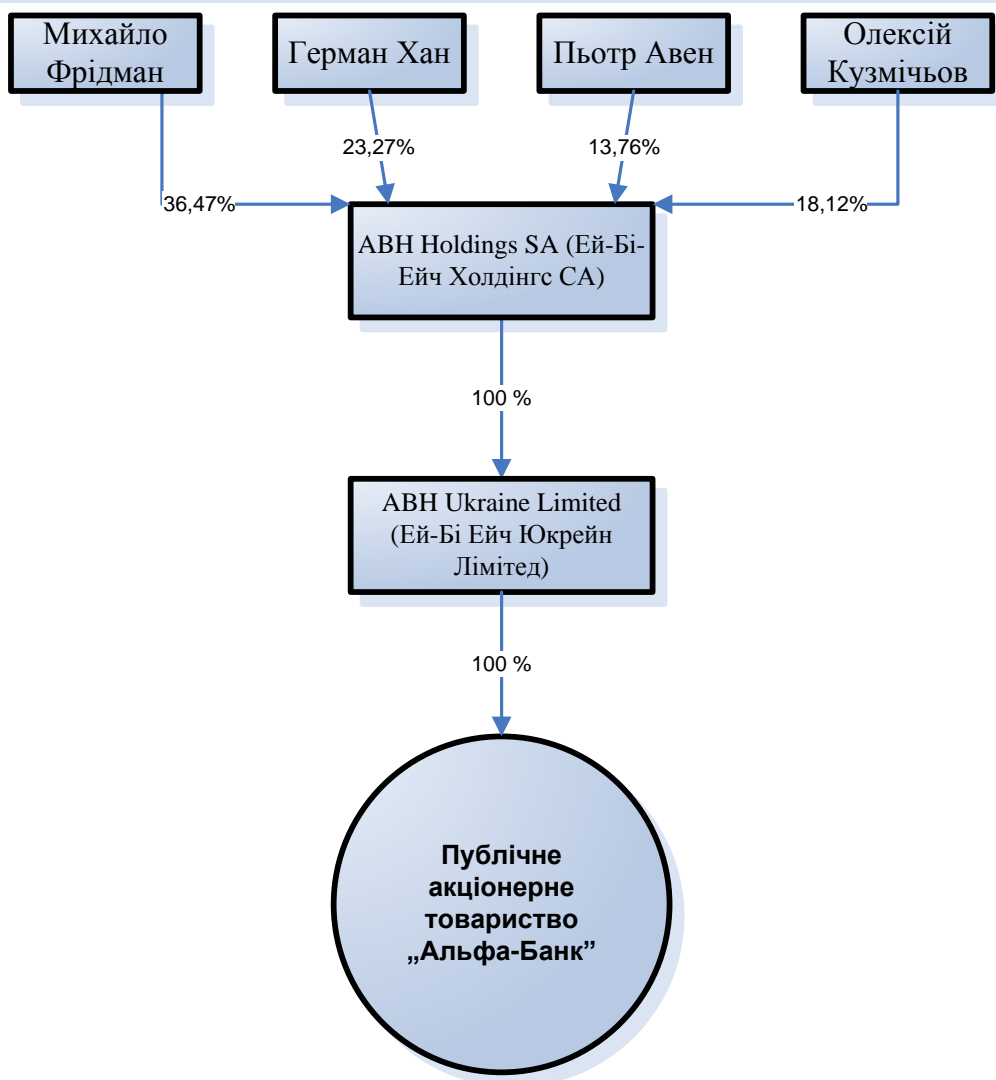 Михайло
Фрідман
Герман Хан
Пьотр Авен
Олексій
Кузмічьов
23,27%
13,76%
36,47%
18,12%
ABH Holdings SA (Ей-Бі-
Ейч Холдінгс СА)
100 %
ABH Ukraine Limited
(Ей-Бі Ейч Юкрейн
Лімітед)
100 %
Публічне
акціонерне
товариство
„Альфа-Банк”